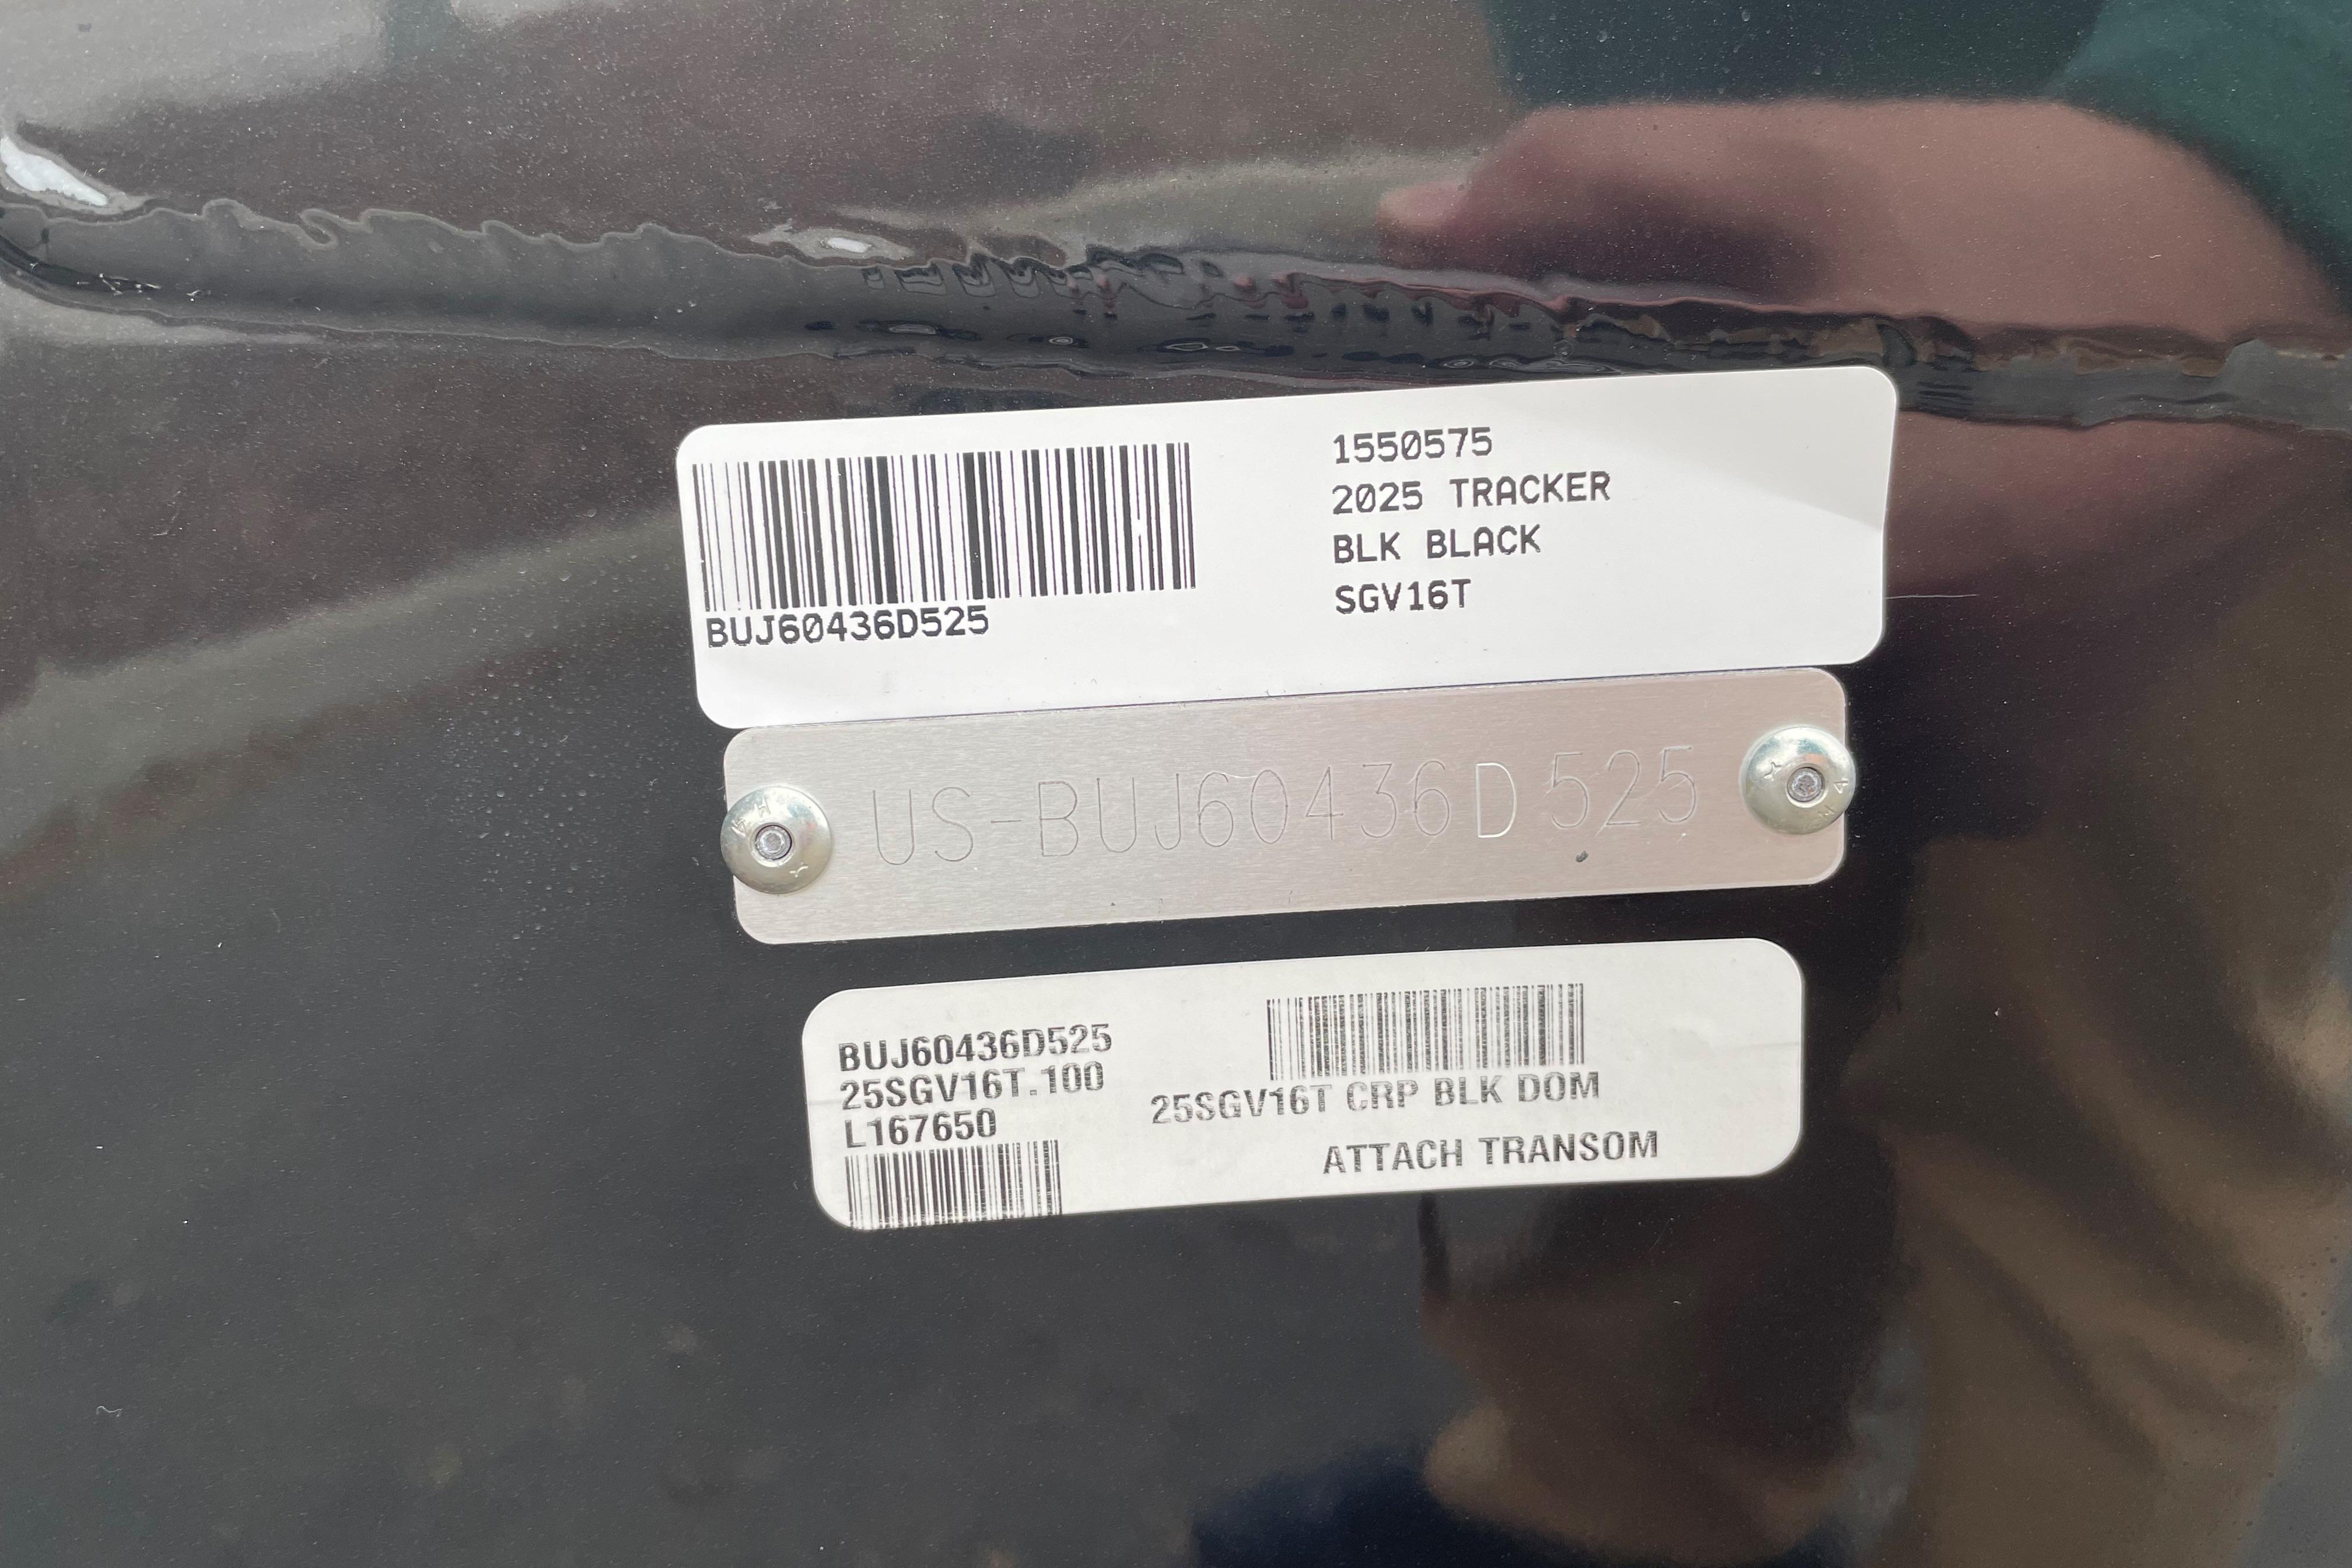 1550575
2025 TRACKER
BLK BLACK
SGV16T
BUJ60436D525
US-BUJ60436D525
BUJ60436D525
25SGV16T.100
L167650
25SGV16T CRP BLK DOM
ATTACH TRANSOM